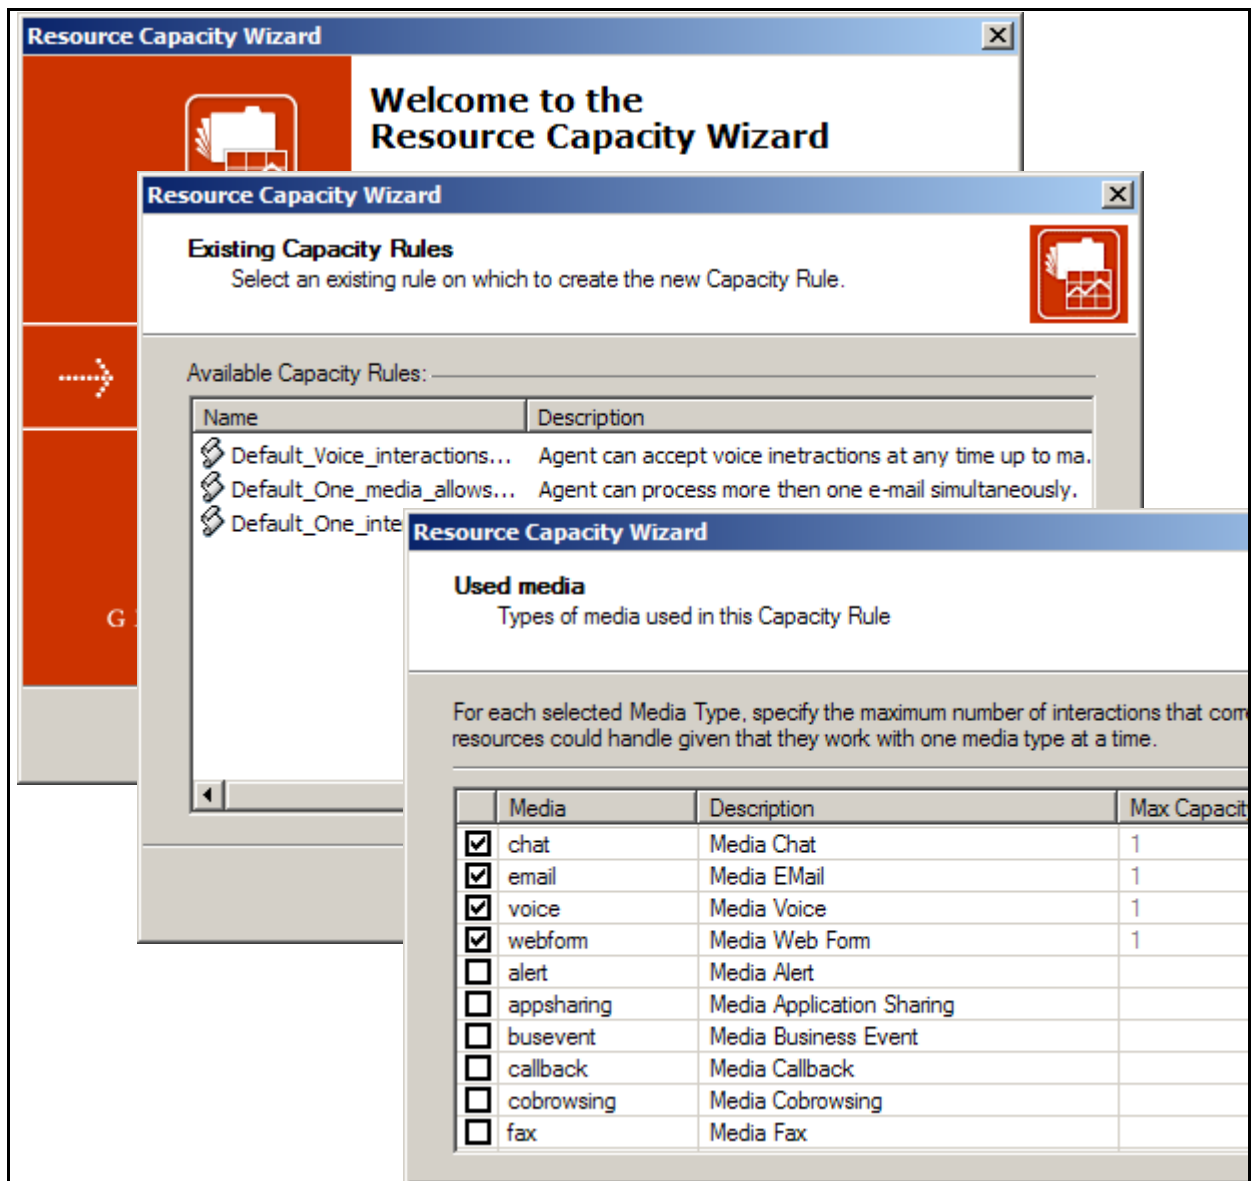 Resource Capacity Wizard
Welcome to the
Resource Capacity Wizard
Resource Capacity Wizard
Existing Capacity Rules
Select an existing rule on which to create the new Capacity Rule.
Available Capacity Rules:
Name Description
Default_Voice_interactions... Agent can accept voice inetractions at any time up to ma.
Default_One_media_allows... Agent can process more then one e-mail simultaneously.
Default_One_inte
G
Resource Capacity Wizard
Used media
Types of media used in this Capacity Rule
For each selected Media Type, specify the maximum number of interactions that corre
resources could handle given that they work with one media type at a time.
Media Description Max Capacit
chat Media Chat 1
email Media EMail 1
voice Media Voice 1
webform Media Web Form 1
alert Media Alert
appsharing Media Application Sharing
busevent Media Business Event
callback Media Callback
cobrowsing Media Cobrowsing
fax Media Fax